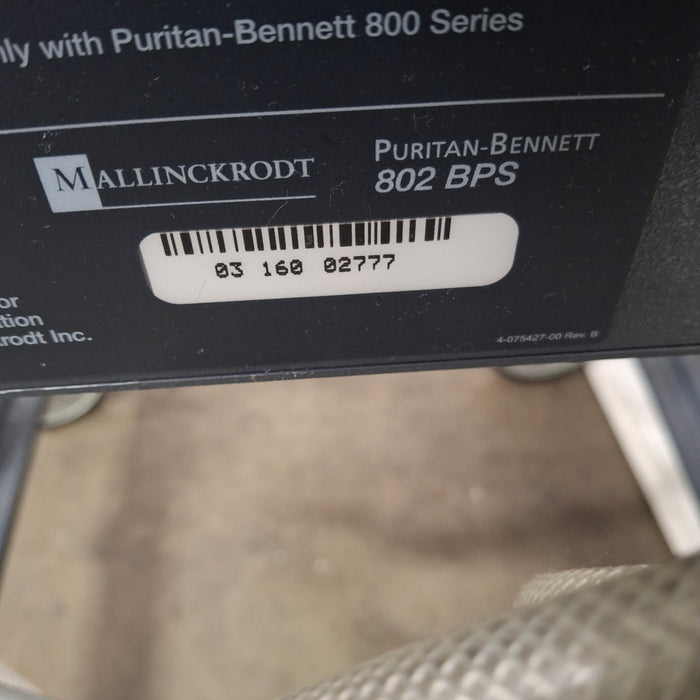 nly with Puritan-Bennett 800 Series
MALLINCKRODT
PURITAN-BENNETT
802 BPS
03 160 02777
or
tion
rodt Inc.
4-075427-00 Rev. B